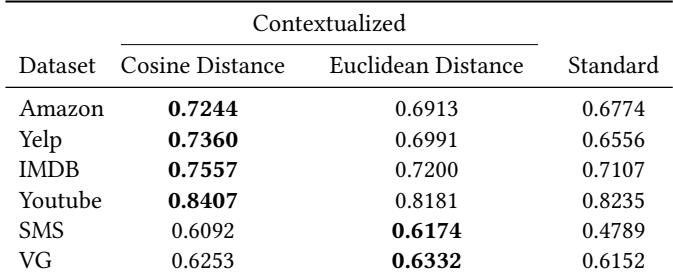 Contextualized
Dataset Cosine Distance Euclidean Distance Standard
Amazon 0.7244 0.6913 0.6774
Yelp 0.7360 0.6991 0.6556
IMDB 0.7557 0.7200 0.7107
Youtube 0.8407 0.8181 0.8235
SMS 0.6092 0.6174 0.4789
VG 0.6253 0.6332 0.6152